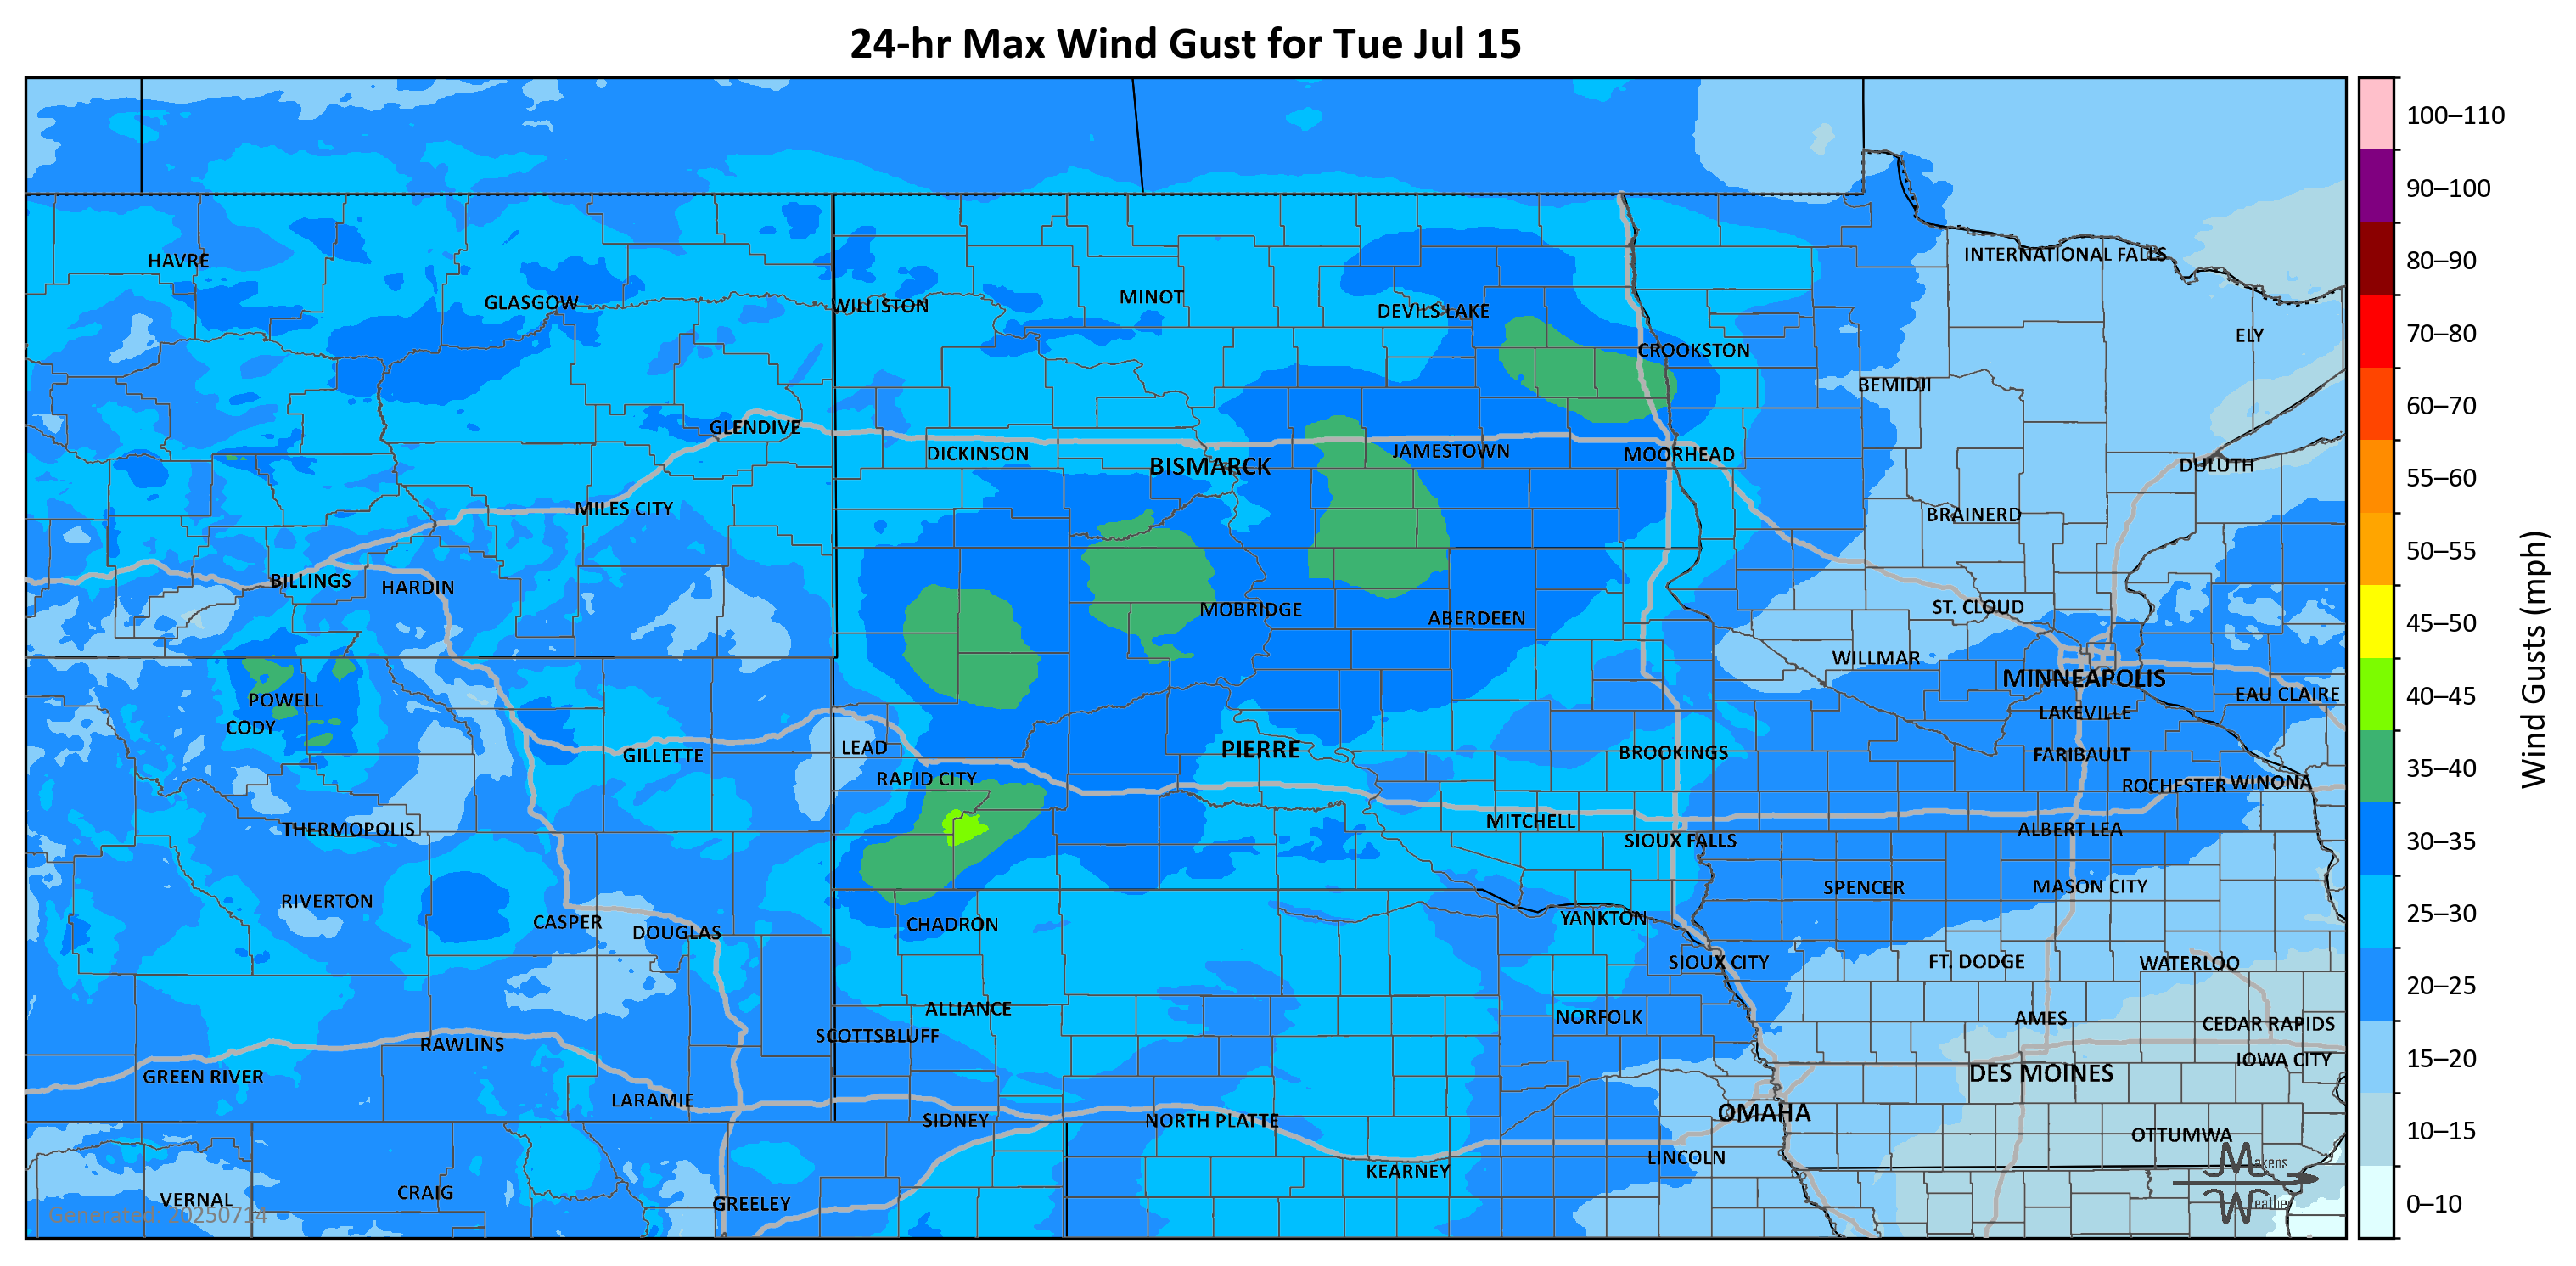 24-hr Max Wind Gust for Tue Jul 15
100–110
90–100
80–90
70–80
60–70
55–60
50–55
45–50
40–45
35–40
30–35
25–30
20–25
15–20
10–15
0–10
Wind Gusts (mph)
HAVRE
INTERNATIONAL FALLS
GLASGOW
WILLISTON
MINOT
DEVILS LAKE
ELY
CROOKSTON
BEMIDJI
GLENDIVE
DICKINSON
BISMARCK
JAMESTOWN
MOORHEAD
DULUTH
MILES CITY
BRAINERD
BILLINGS
HARDIN
MOBRIDGE
ABERDEEN
ST. CLOUD
WILLMAR
MINNEAPOLIS
POWELL
CODY
EAU CLAIRE
LAKEVILLE
GILLETTE
LEAD
PIERRE
BROOKINGS
FARIBAULT
RAPID CITY
ROCHESTER
WINONA
THERMOPOLIS
MITCHELL
SIOUX FALLS
ALBERT LEA
RIVERTON
CASPER
DOUGLAS
CHADRON
YANKTON
SPENCER
MASON CITY
SIOUX CITY
FT. DODGE
WATERLOO
ALLIANCE
SCOTTSBLUFF
NORFOLK
AMES
CEDAR RAPIDS
RAWLINS
GREEN RIVER
IOWA CITY
DES MOINES
LARAMIE
SIDNEY
NORTH PLATTE
OMAHA
OTTUMWA
KEARNEY
LINCOLN
VERNAL
CRAIG
GREELEY
Generated: 20250714
Makens
Weather